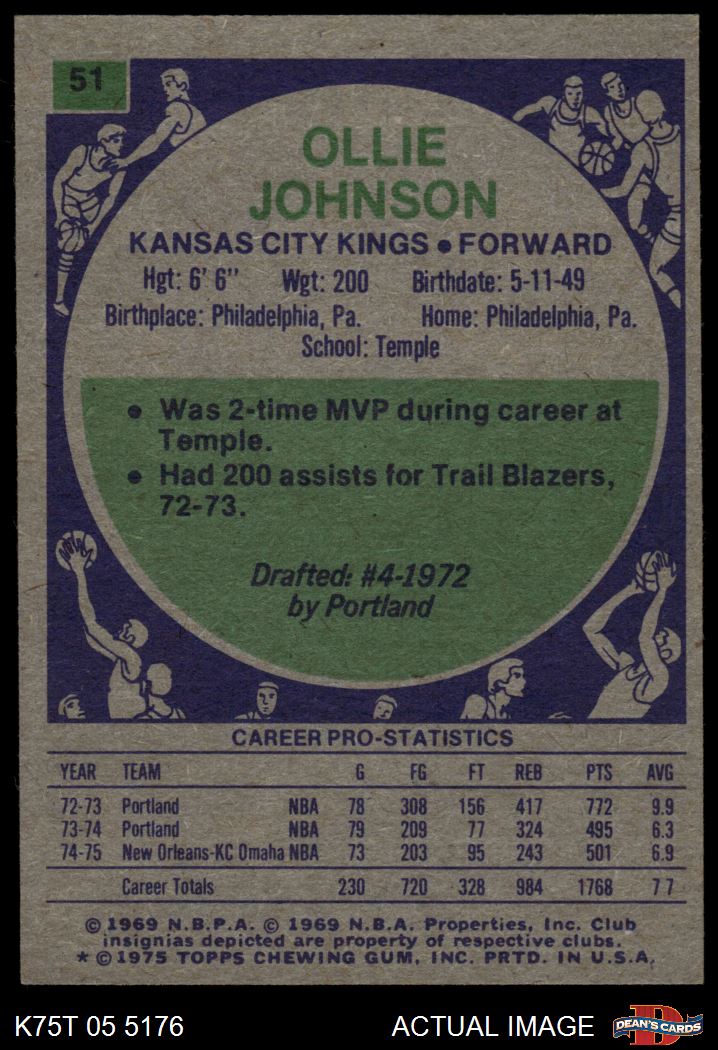 51
OLLIE
JOHNSON
KANSAS CITY KINGS • FORWARD
Hgt: 6' 6" Wgt: 200 Birthdate: 5-11-49
Birthplace: Philadelphia, Pa. Home: Philadelphia, Pa.
School: Temple
• Was 2-time MVP during career at
Temple.
• Had 200 assists for Trail Blazers,
72-73.
Drafted: #4-1972
by Portland
CAREER PRO-STATISTICS
YEAR TEAM G FG FT REB PTS AVG
72-73 Portland NBA 78 308 156 417 772 9.9
73-74 Portland NBA 79 209 77 324 495 6.3
74-75 New Orleans-KC Omaha NBA 73 203 95 243 501 6.9
Career Totals 230 720 328 984 1768 7 7
© 1969 N.B.P.A. © 1969 N.B.A. Properties, Inc. Club
insignias depicted are property of respective clubs.
* © 1975 TOPPS CHEWING GUM, INC. PRTD. IN U.S.A.
K75T 05 5176 ACTUAL IMAGE DEAN'S CARDS